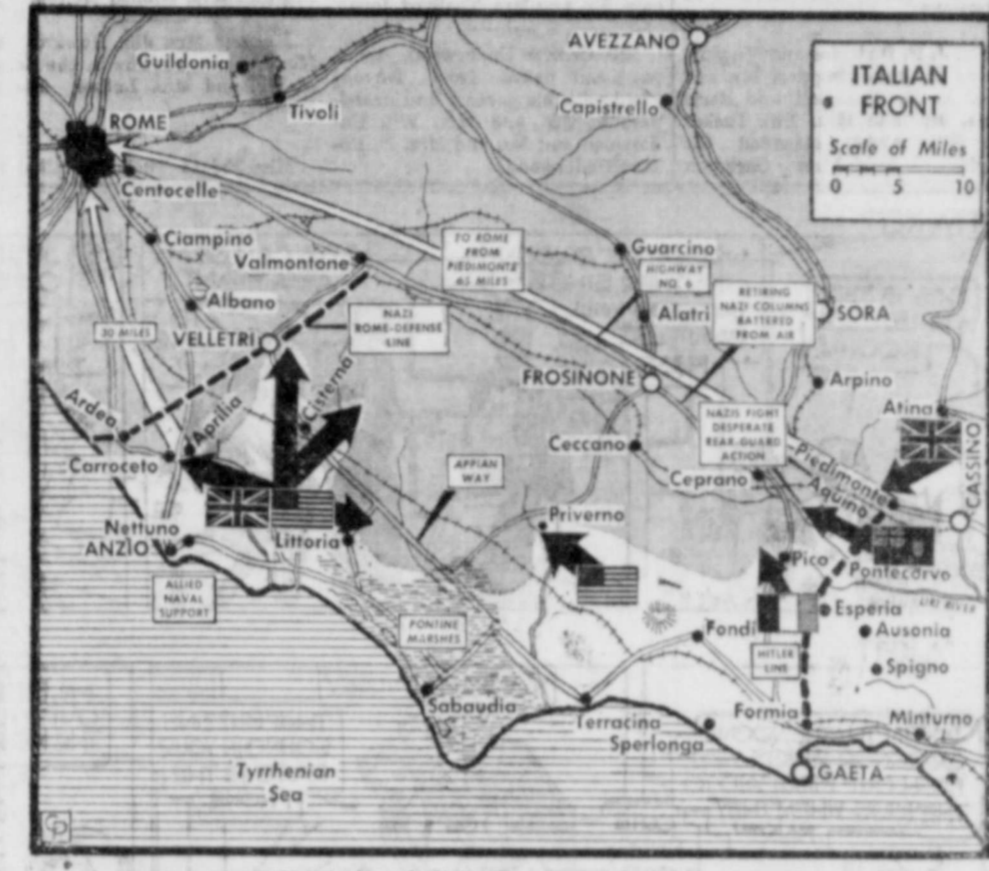 ITALIAN
FRONT
Scale of Miles
0 5 10
AVEZZANO
Guildonia
Tivoli
Capistrello
ROME
Centocelle
Ciampino
Valmontone
TO ROME
FROM
PIEDIMONTE
65 MILES
Guarcino
HIGHWAY
NO. 6
RETIRING
NAZI COLUMNS
BATTERED
FROM AIR
Albano
Alatri
SORA
30 MILES
VELLETRI
NAZI
ROME-DEFENSE
LINE
FROSINONE
Arpino
Ardea
Aprilia
Cisterna
NAZIS FIGHT
DESPERATE
REAR-GUARD
ACTION
Atina
Carroceto
Ceccano
Ceprano
Piedimonte
Aquino
CASSINO
APPIAN
WAY
Nettuno
ANZIO
Littoria
Priverno
Pica
Pontecorvo
LIRI RIVER
ALLIED
NAVAL
SUPPORT
PONTINE
MARSHES
Fondi
Esperia
Ausonia
HITLER
LINE
Spigno
Sabaudia
Terracina
Sperlonga
Formia
Minturno
GAETA
Tyrrhenian
Sea
CP